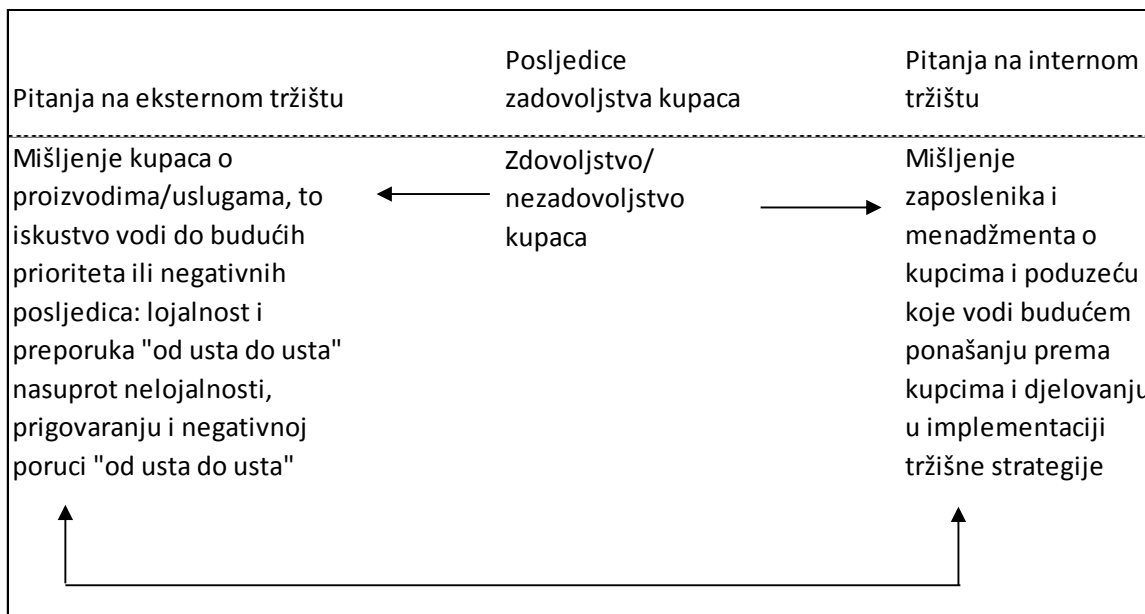 Pitanja na eksternom tržištu
Posljedice
zadovoljstva kupaca
Pitanja na internom
tržištu
Mišljenje kupaca o
proizvodima/uslugama, to
iskustvo vodi do budućih
prioriteta ili negativnih
posljedica: lojalnost i
preporuka "od usta do usta"
nasuprot nelojalnosti,
prigovaranju i negativnoj
poruci "od usta do usta"
Zdovoljstvo/
nezadovoljstvo
kupaca
Mišljenje
zaposlenika i
menadžmenta o
kupcima i poduzeću
koje vodi budućem
ponašanju prema
kupcima i djelovanju
u implementaciji
tržišne strategije